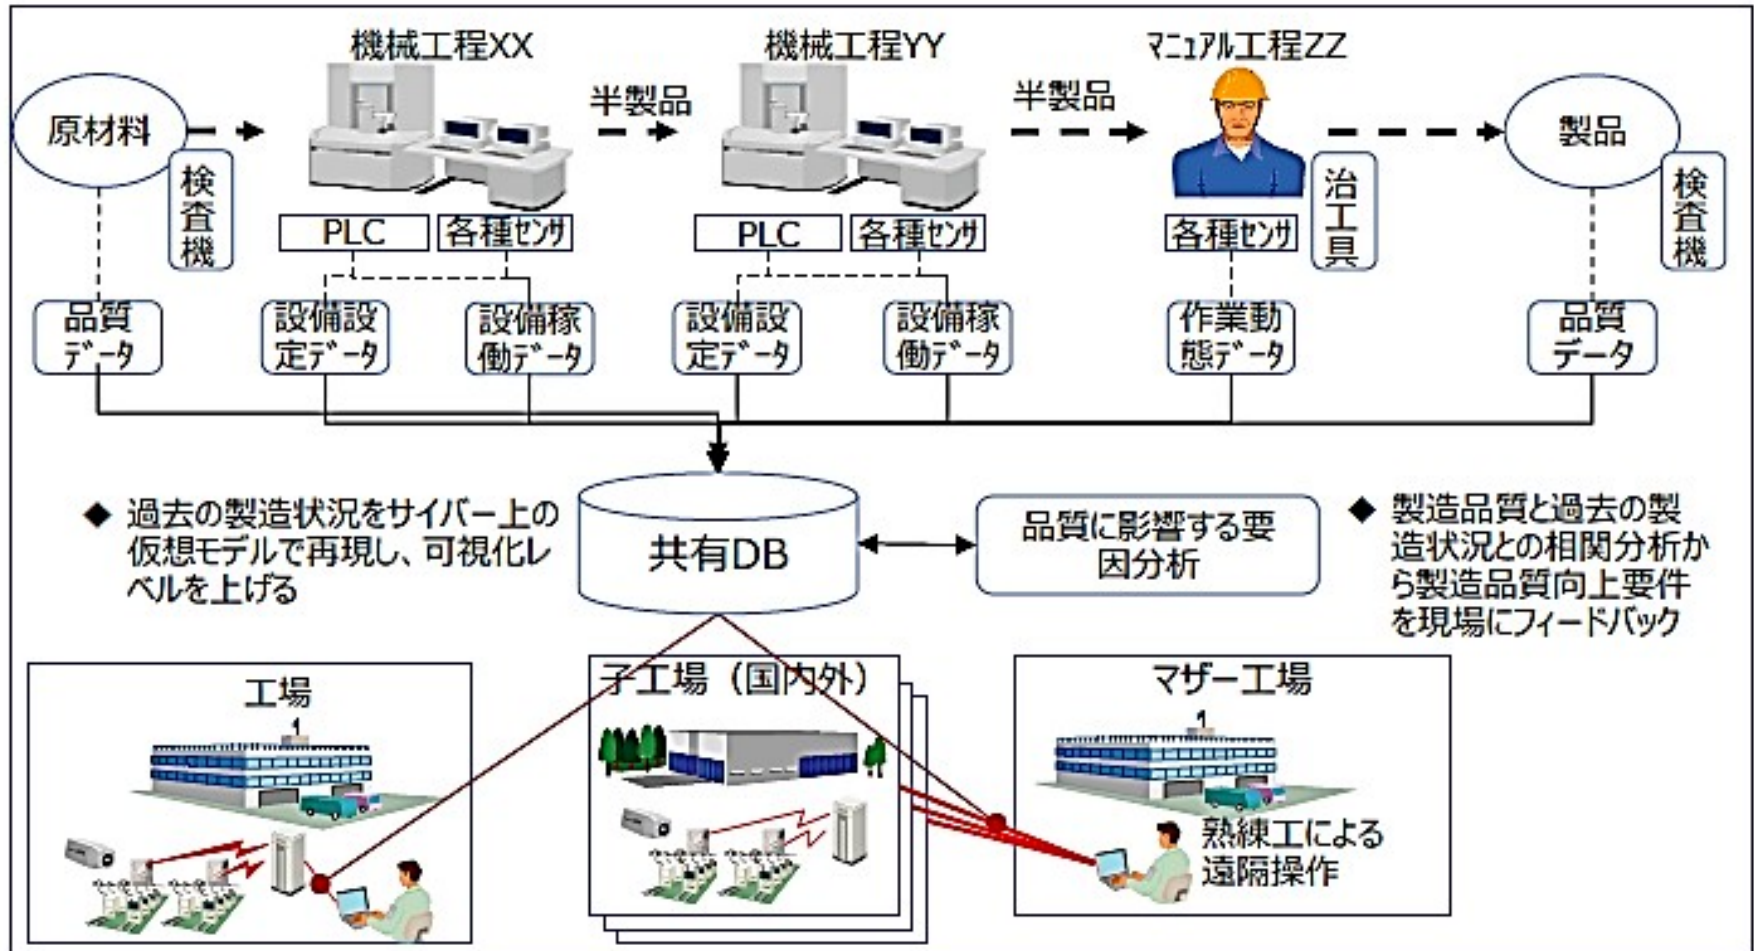 機械工程XX
機械工程YY
マニュアル工程ZZ
原材料
半製品
半製品
製品
検査機
治工具
検査機
PLC
各種センサ
PLC
各種センサ
各種センサ
品質
データ
設備設
定データ
設備稼
働データ
設備設
定データ
設備稼
働データ
作業動
態データ
品質
データ
◆ 過去の製造状況をサイバー上の
仮想モデルで再現し、可視化レ
ベルを上げる
共有DB
品質に影響する要
因分析
◆ 製造品質と過去の製
造状況との相関分析か
ら製造品質向上要件
を現場にフィードバック
工場
子工場（国内外）
マザー工場
熟練工による
遠隔操作